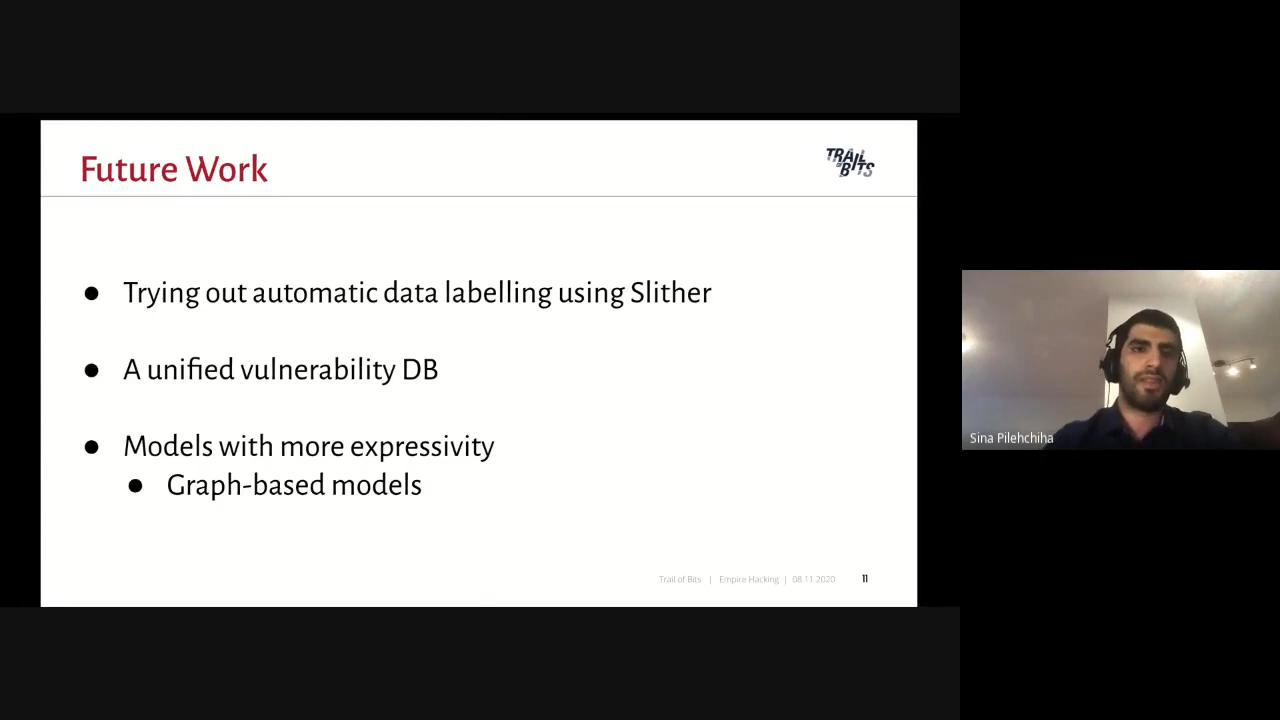 Future Work
TRAIL
OF BITS
● Trying out automatic data labelling using Slither
● A unified vulnerability DB
● Models with more expressivity
● Graph-based models
Trail of Bits | Empire Hacking | 08.11.2020 11
Sina Pilehchiha